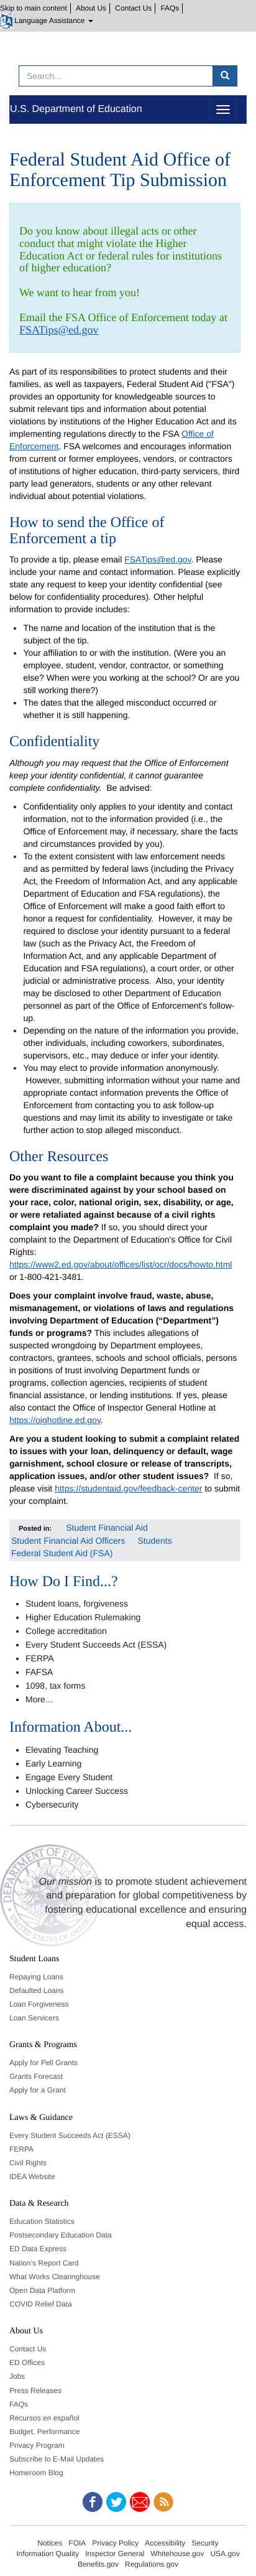 Skip to main content | About Us | Contact Us | FAQs |
Language Assistance
Search...
U.S. Department of Education
Federal Student Aid Office of
Enforcement Tip Submission
Do you know about illegal acts or other
conduct that might violate the Higher
Education Act or federal rules for institutions
of higher education?
We want to hear from you!
Email the FSA Office of Enforcement today at
FSATips@ed.gov
As part of its responsibilities to protect students and their
families, as well as taxpayers, Federal Student Aid ("FSA")
provides an opportunity for knowledgeable sources to
submit relevant tips and information about potential
violations by institutions of the Higher Education Act and its
implementing regulations directly to the FSA Office of
Enforcement. FSA welcomes and encourages information
from current or former employees, vendors, or contractors
of institutions of higher education, third-party servicers, third
party lead generators, students or any other relevant
individual about potential violations.
How to send the Office of
Enforcement a tip
To provide a tip, please email FSATips@ed.gov. Please
include your name and contact information. Please explicitly
state any request to keep your identity confidential (see
below for confidentiality procedures). Other helpful
information to provide includes:
• The name and location of the institution that is the
subject of the tip.
• Your affiliation to or with the institution. (Were you an
employee, student, vendor, contractor, or something
else? When were you working at the school? Or are you
still working there?)
• The dates that the alleged misconduct occurred or
whether it is still happening.
Confidentiality
Although you may request that the Office of Enforcement
keep your identity confidential, it cannot guarantee
complete confidentiality. Be advised:
• Confidentiality only applies to your identity and contact
information, not to the information provided (i.e., the
Office of Enforcement may, if necessary, share the facts
and circumstances provided by you).
• To the extent consistent with law enforcement needs
and as permitted by federal laws (including the Privacy
Act, the Freedom of Information Act, and any applicable
Department of Education and FSA regulations), the
Office of Enforcement will make a good faith effort to
honor a request for confidentiality. However, it may be
required to disclose your identity pursuant to a federal
law (such as the Privacy Act, the Freedom of
Information Act, and any applicable Department of
Education and FSA regulations), a court order, or other
judicial or administrative process. Also, your identity
may be disclosed to other Department of Education
personnel as part of the Office of Enforcement's follow-
up.
• Depending on the nature of the information you provide,
other individuals, including coworkers, subordinates,
supervisors, etc., may deduce or infer your identity.
• You may elect to provide information anonymously.
However, submitting information without your name and
appropriate contact information prevents the Office of
Enforcement from contacting you to ask follow-up
questions and may limit its ability to investigate or take
further action to stop alleged misconduct.
Other Resources
Do you want to file a complaint because you think you
were discriminated against by your school based on
your race, color, national origin, sex, disability, or age,
or were retaliated against because of a civil rights
complaint you made? If so, you should direct your
complaint to the Department of Education's Office for Civil
Rights:
https://www2.ed.gov/about/offices/list/ocr/docs/howto.html
or 1-800-421-3481.
Does your complaint involve fraud, waste, abuse,
mismanagement, or violations of laws and regulations
involving Department of Education ("Department")
funds or programs? This includes allegations of
suspected wrongdoing by Department employees,
contractors, grantees, schools and school officials, persons
in positions of trust involving Department funds or
programs, collection agencies, recipients of student
financial assistance, or lending institutions. If yes, please
also contact the Office of Inspector General Hotline at
https://oighotline.ed.gov.
Are you a student looking to submit a complaint related
to issues with your loan, delinquency or default, wage
garnishment, school closure or release of transcripts,
application issues, and/or other student issues? If so,
please visit https://studentaid.gov/feedback-center to submit
your complaint.
Posted in: Student Financial Aid
Student Financial Aid Officers Students
Federal Student Aid (FSA)
How Do I Find...?
• Student loans, forgiveness
• Higher Education Rulemaking
• College accreditation
• Every Student Succeeds Act (ESSA)
• FERPA
• FAFSA
• 1098, tax forms
• More...
Information About...
• Elevating Teaching
• Early Learning
• Engage Every Student
• Unlocking Career Success
• Cybersecurity
Our mission is to promote student achievement
and preparation for global competitiveness by
fostering educational excellence and ensuring
equal access.
Student Loans
Repaying Loans
Defaulted Loans
Loan Forgiveness
Loan Servicers
Grants & Programs
Apply for Pell Grants
Grants Forecast
Apply for a Grant
Laws & Guidance
Every Student Succeeds Act (ESSA)
FERPA
Civil Rights
IDEA Website
Data & Research
Education Statistics
Postsecondary Education Data
ED Data Express
Nation's Report Card
What Works Clearinghouse
Open Data Platform
COVID Relief Data
About Us
Contact Us
ED Offices
Jobs
Press Releases
FAQs
Recursos en español
Budget, Performance
Privacy Program
Subscribe to E-Mail Updates
Homeroom Blog
Notices FOIA Privacy Policy Accessibility Security
Information Quality Inspector General Whitehouse.gov USA.gov
Benefits.gov Regulations.gov